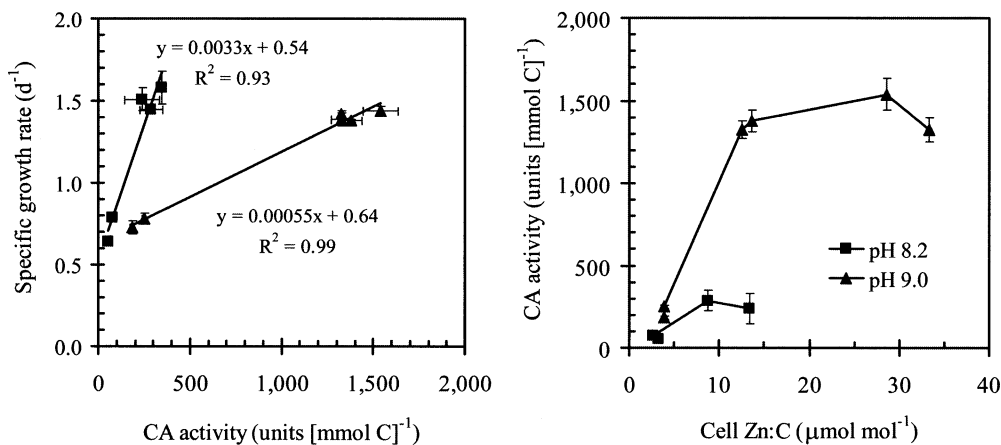 2.0
1.5
1.0
0.5
0.0
0
500
1,000
1,500
2,000
Specific growth rate (d⁻¹)
CA activity (units [mmol C]⁻¹)
y = 0.0033x + 0.54
R² = 0.93
y = 0.00055x + 0.64
R² = 0.99
2,000
1,500
1,000
500
0
0
10
20
30
40
CA activity (units [mmol C]⁻¹
Cell Zn:C (μmol mol⁻¹)
pH 8.2
pH 9.0